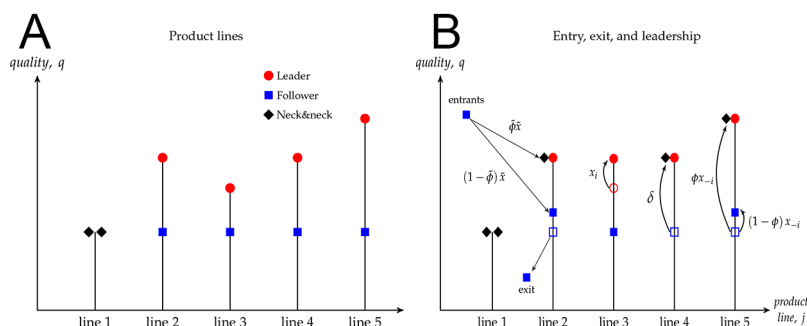 A
Product lines
quality, q
Leader
Follower
Neck&neck
line 1
line 2
line 3
line 4
line 5
B
Entry, exit, and leadership
quality, q
entrants
ϕ̃x̃
(1−ϕ̃)x̃
exit
x_i
δ
ϕx_{−i}
(1−ϕ)x_{−i}
line 1
line 2
line 3
line 4
line 5
product
line, j